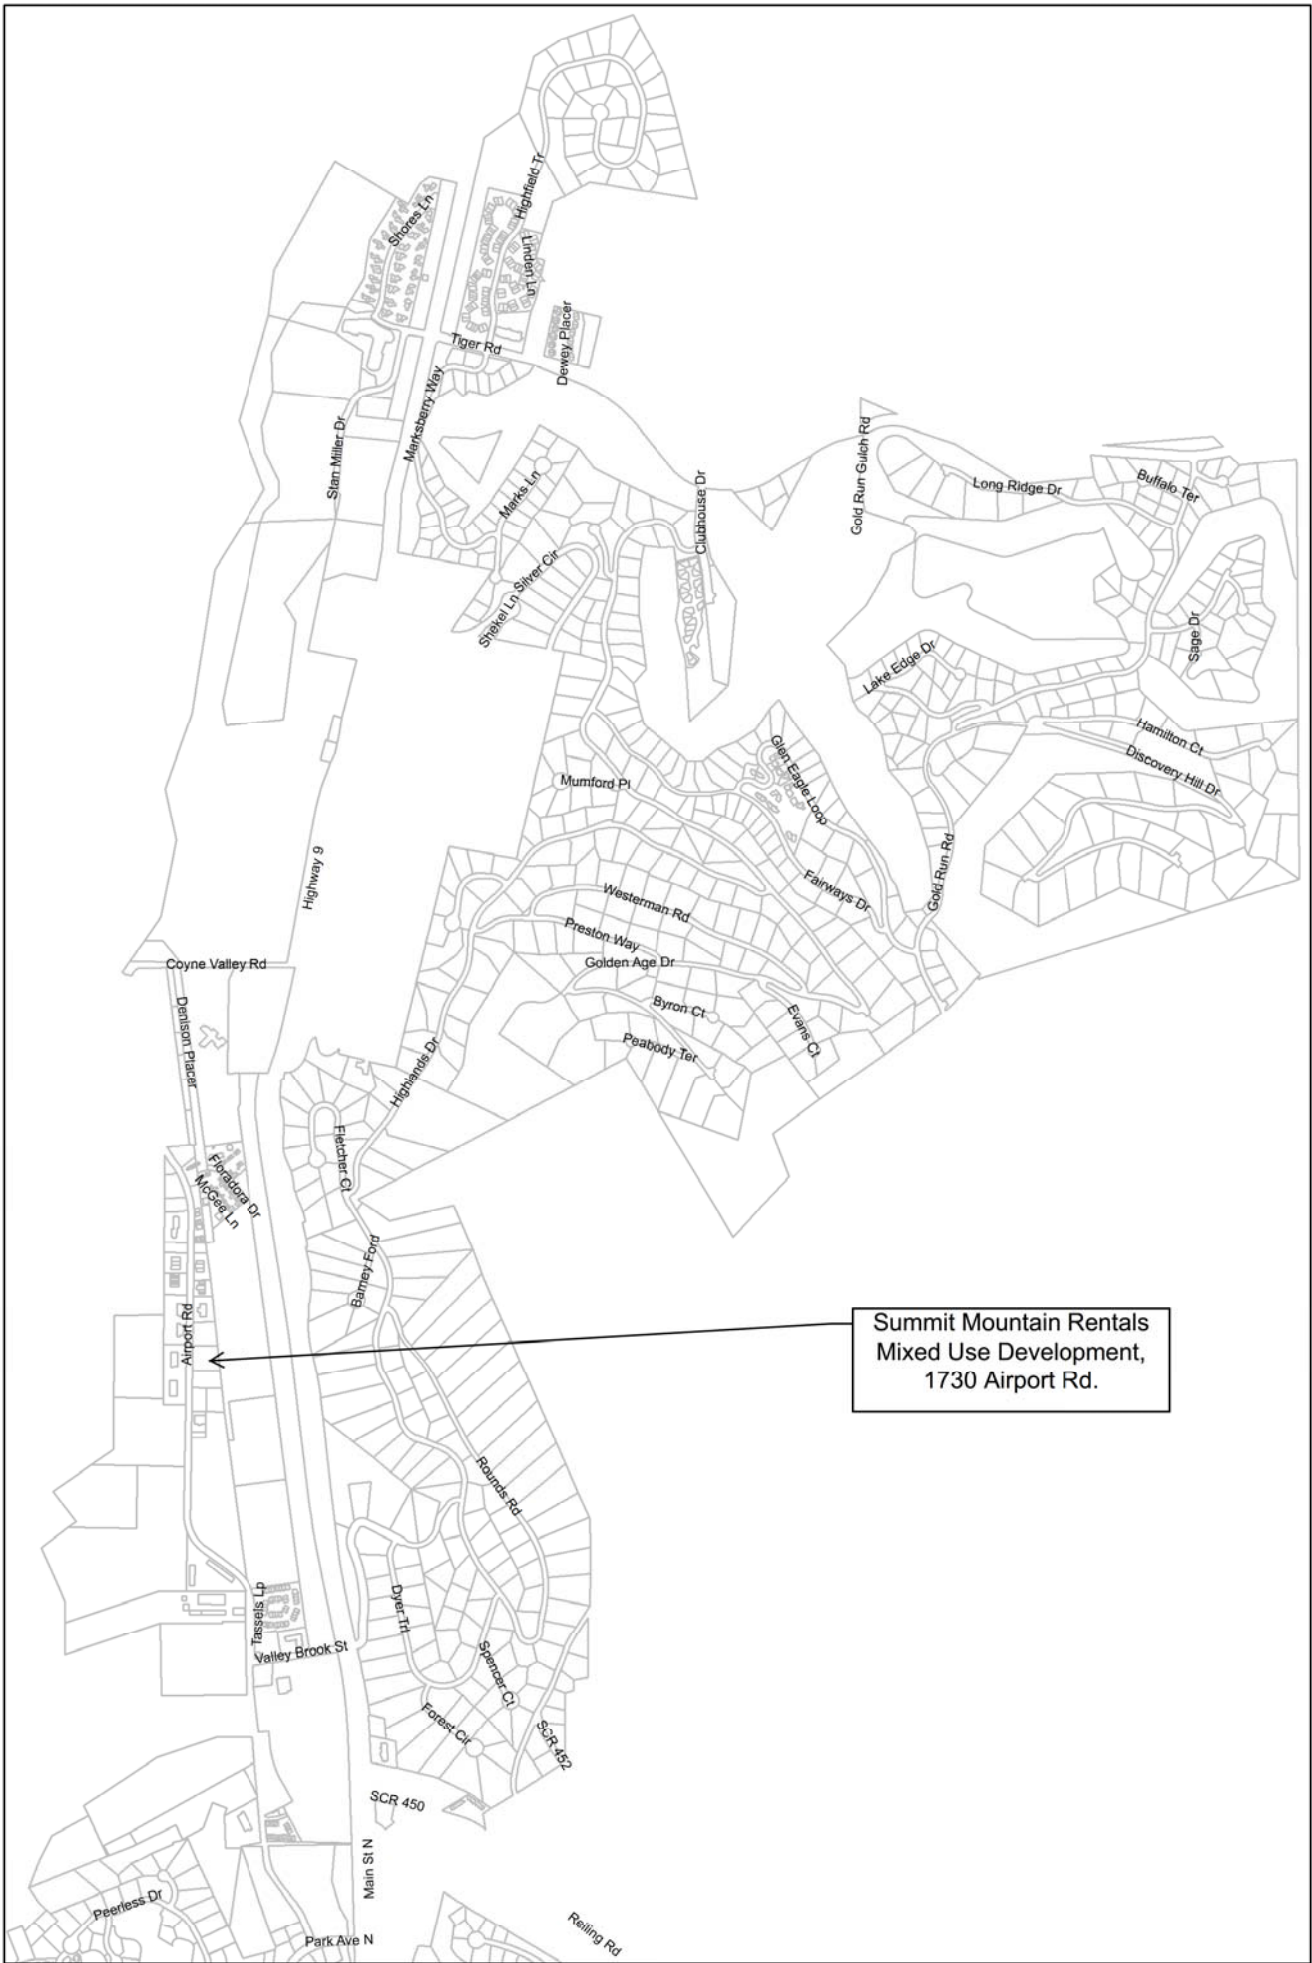 Highfield Tr
Shores Ln
Linden Ln
Dewey Placer
Tiger Rd
Marksberry Way
Stan Miller Dr
Gold Run Gulch Rd
Marks Ln
Clubhouse Dr
Long Ridge Dr
Buffalo Ter
Silver Cir
Shekel Ln
Sage Dr
Lake Edge Dr
Hamilton Ct
Discovery Hill Dr
Glen Eagle Loop
Mumford Pl
Highway 9
Gold Run Rd
Fairways Dr
Westerman Rd
Preston Way
Golden Age Dr
Coyne Valley Rd
Byron Ct
Evans Ct
Denison Placer
Peabody Ter
Highlands Dr
Fletcher Ct
Floradora Dr
McGee Ln
Barney Ford
Airport Rd
Summit Mountain Rentals
Mixed Use Development,
1730 Airport Rd.
Rounds Rd
Dyer Trl
Tassels Lp
Valley Brook St
Spencer Ct
Forest Cir
SCR 452
SCR 450
Main St N
Peerless Dr
Park Ave N
Reiling Rd